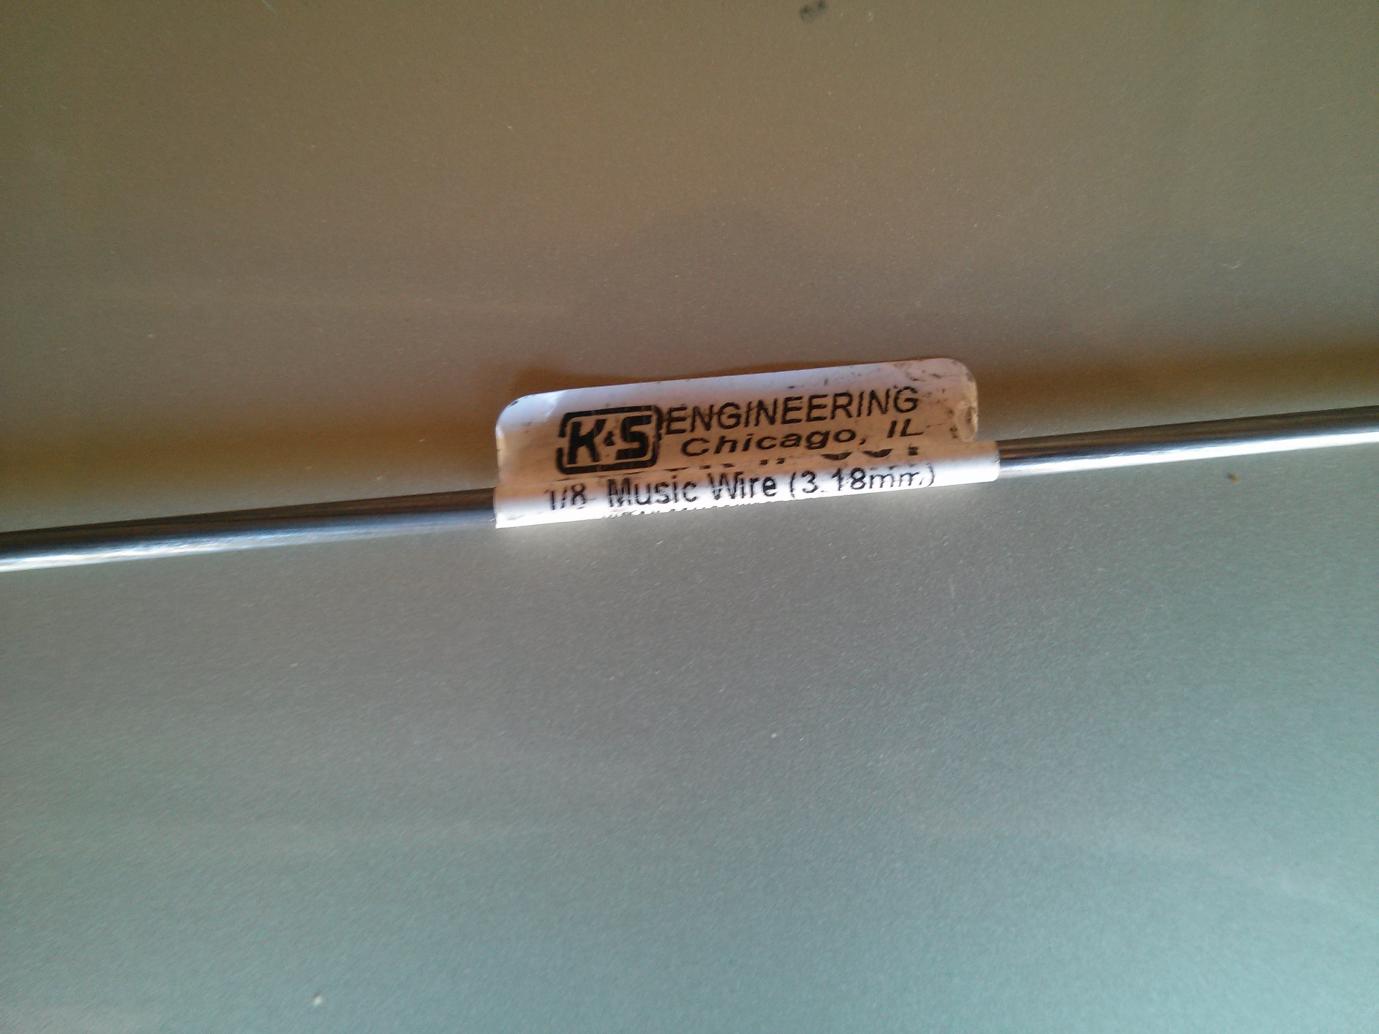 K&S ENGINEERING
Chicago, IL
1/8 Music Wire (3.18mm)